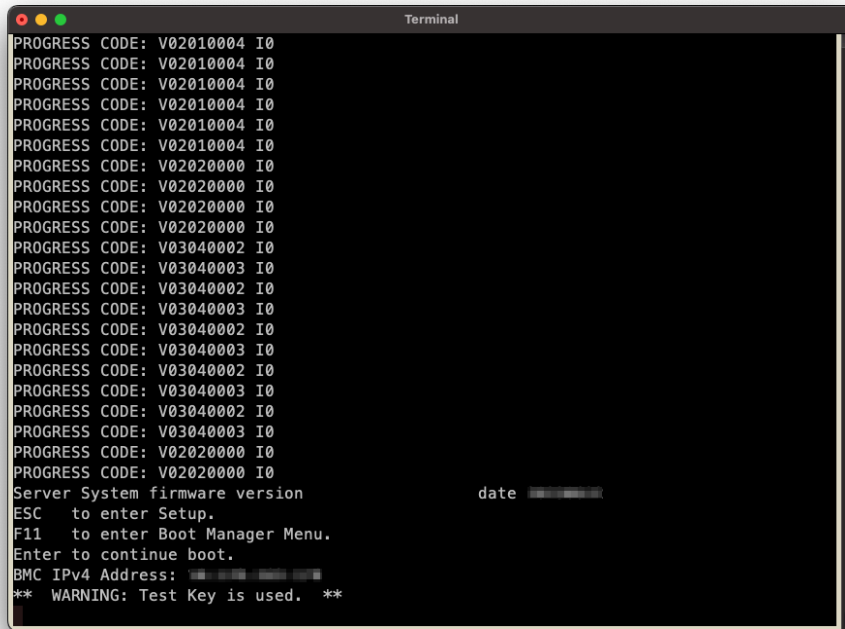 Terminal
PROGRESS CODE: V02010004 I0
PROGRESS CODE: V02010004 I0
PROGRESS CODE: V02010004 I0
PROGRESS CODE: V02010004 I0
PROGRESS CODE: V02010004 I0
PROGRESS CODE: V02010004 I0
PROGRESS CODE: V02020000 I0
PROGRESS CODE: V02020000 I0
PROGRESS CODE: V02020000 I0
PROGRESS CODE: V02020000 I0
PROGRESS CODE: V03040002 I0
PROGRESS CODE: V03040003 I0
PROGRESS CODE: V03040002 I0
PROGRESS CODE: V03040003 I0
PROGRESS CODE: V03040002 I0
PROGRESS CODE: V03040003 I0
PROGRESS CODE: V03040002 I0
PROGRESS CODE: V03040003 I0
PROGRESS CODE: V03040002 I0
PROGRESS CODE: V03040003 I0
PROGRESS CODE: V02020000 I0
PROGRESS CODE: V02020000 I0
Server System firmware version date
ESC to enter Setup.
F11 to enter Boot Manager Menu.
Enter to continue boot.
BMC IPv4 Address:
** WARNING: Test Key is used. **